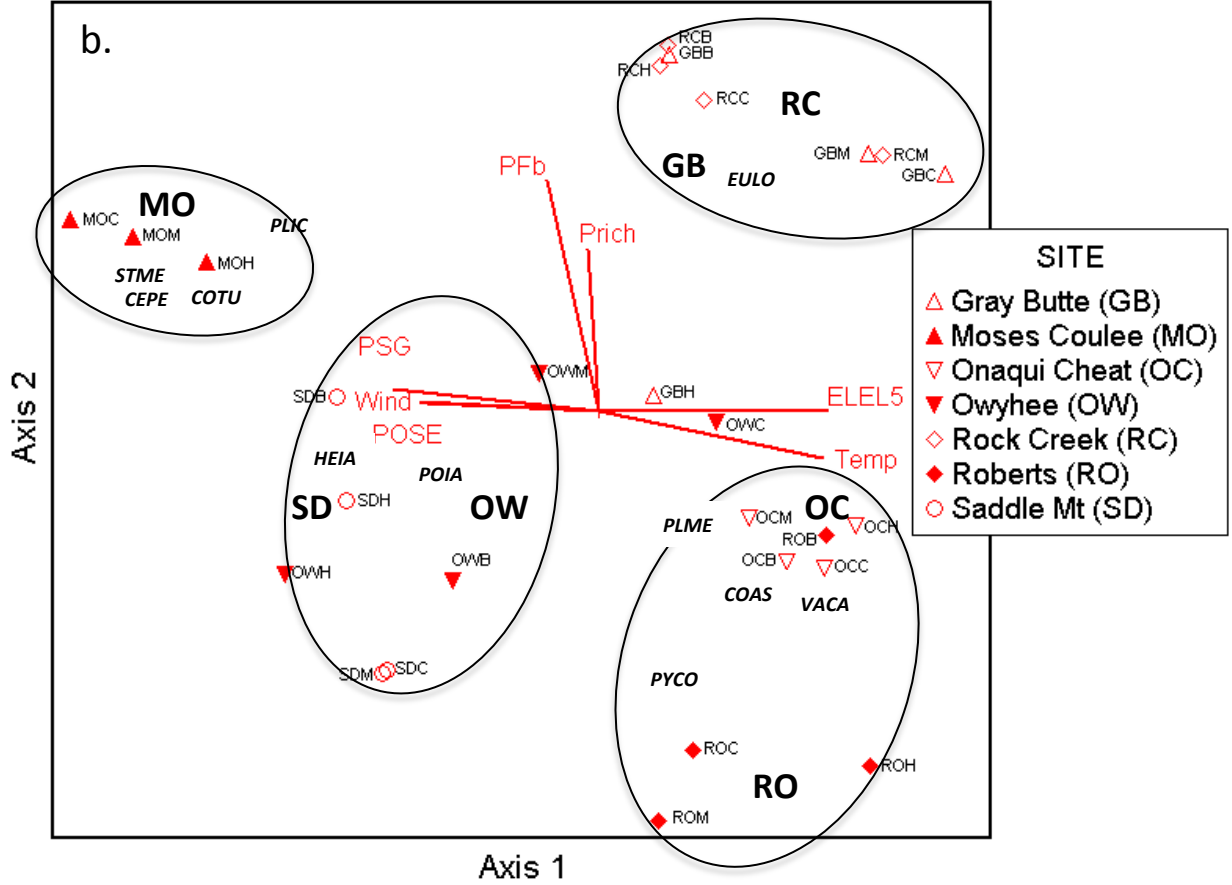 b.
RCB
GBB
RCH
RCC
RC
GBM
RCM
GBC
GB
EULO
PFb
Prich
MO
MOC
MOM
MOH
PLIC
STME
CEPE
COTU
PSG
OWM
SDB
Wind
POSE
GBH
ELEL5
OWC
Temp
HEIA
POIA
SD
SDH
OW
OWH
OWB
SDM
SDC
PLME
OCM
OC
OCH
ROB
OCB
OCC
COAS
VACA
PYCO
ROC
ROH
RO
ROM
SITE
Gray Butte (GB)
Moses Coulee (MO)
Onaqui Cheat (OC)
Owyhee (OW)
Rock Creek (RC)
Roberts (RO)
Saddle Mt (SD)
Axis 2
Axis 1